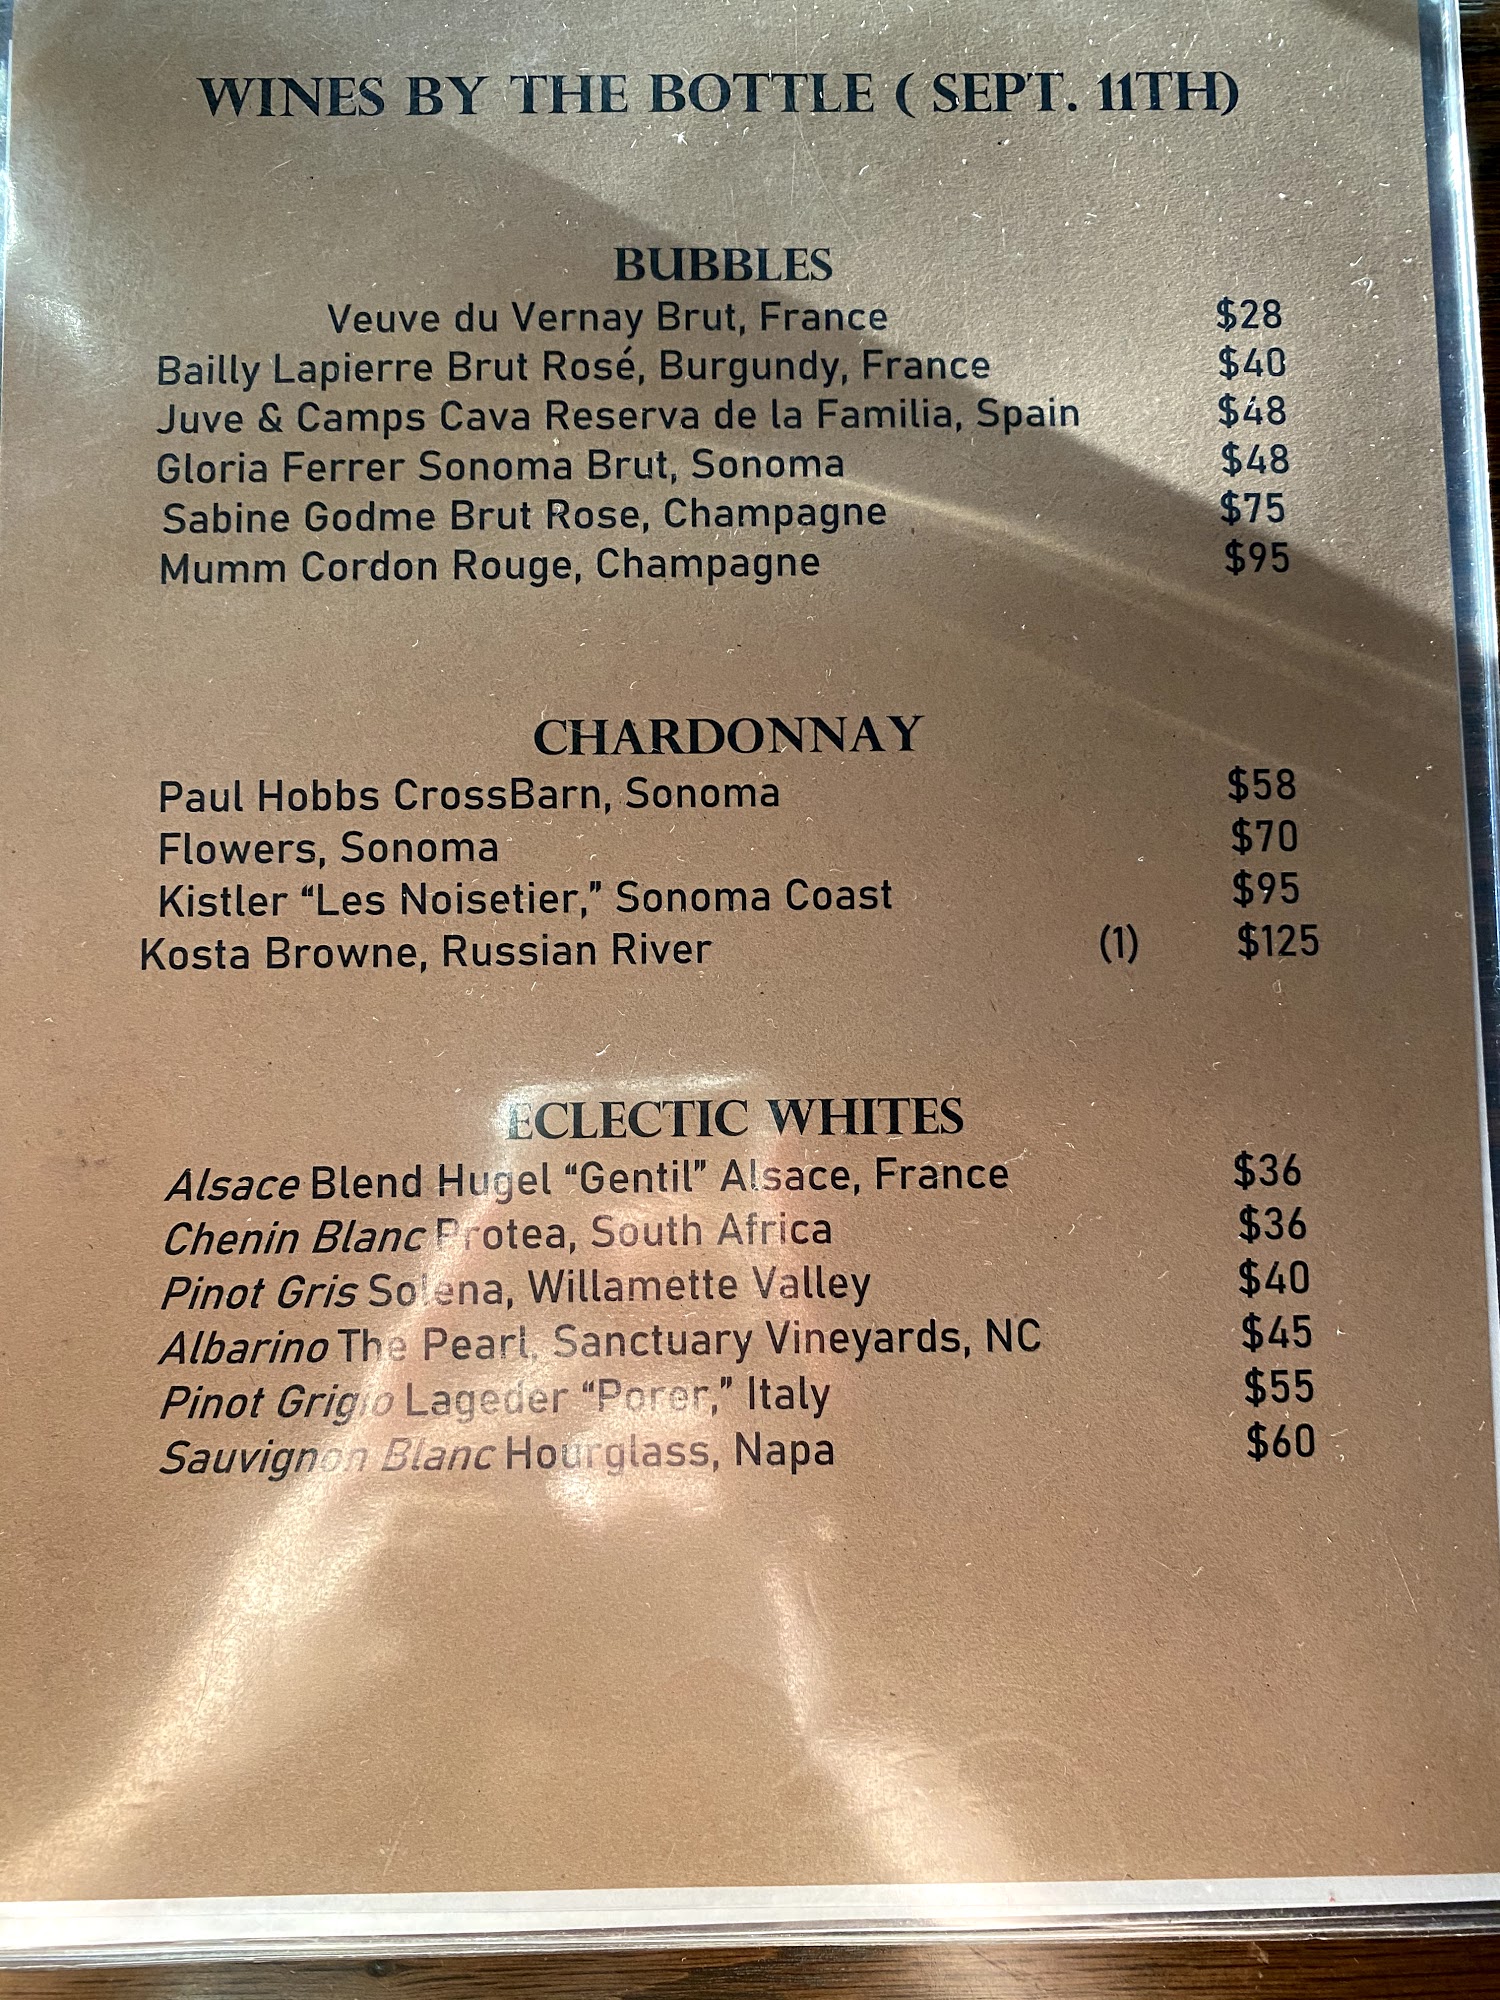 WINES BY THE BOTTLE ( SEPT. 11TH)
BUBBLES
Veuve du Vernay Brut, France $28
Bailly Lapierre Brut Rosé, Burgundy, France $40
Juve & Camps Cava Reserva de la Familia, Spain $48
Gloria Ferrer Sonoma Brut, Sonoma $48
Sabine Godme Brut Rose, Champagne $75
Mumm Cordon Rouge, Champagne $95
CHARDONNAY
Paul Hobbs CrossBarn, Sonoma $58
Flowers, Sonoma $70
Kistler “Les Noisetier,” Sonoma Coast $95
Kosta Browne, Russian River (1) $125
ECLECTIC WHITES
Alsace Blend Hugel “Gentil” Alsace, France $36
Chenin Blanc Protea, South Africa $36
Pinot Gris Solena, Willamette Valley $40
Albarino The Pearl, Sanctuary Vineyards, NC $45
Pinot Grigio Lageder “Porer,” Italy $55
Sauvignon Blanc Hourglass, Napa $60